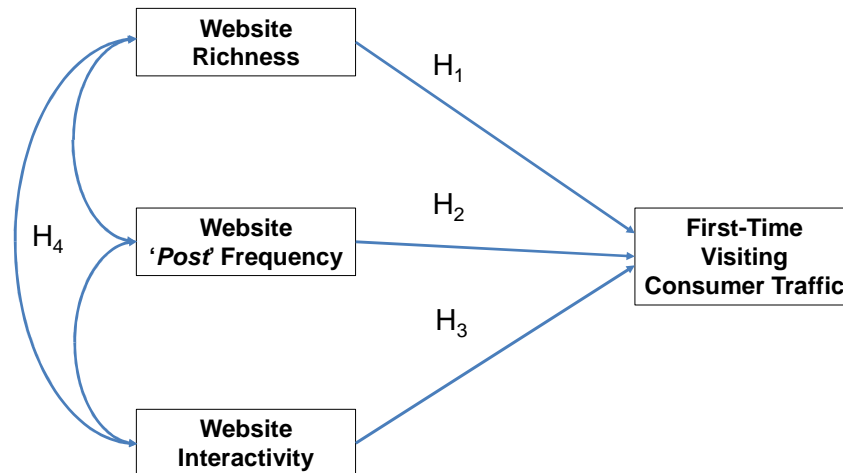 Website
Richness
H₁
Website
‘Post’ Frequency
H₂
H₄
First-Time
Visiting
Consumer Traffic
H₃
Website
Interactivity